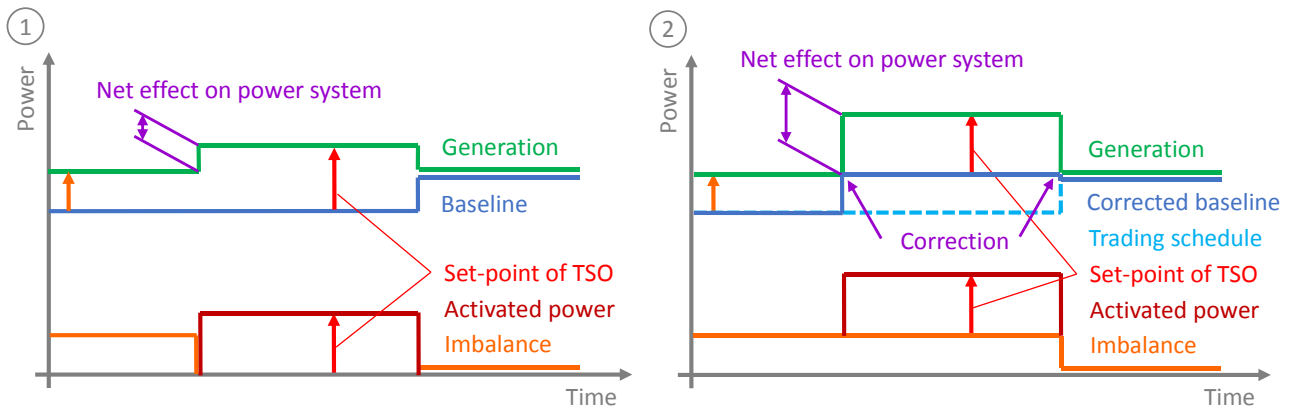 1
Power
Net effect on power system
Generation
Baseline
Set-point of TSO
Activated power
Imbalance
Time
2
Power
Net effect on power system
Generation
Corrected baseline
Correction
Trading schedule
Set-point of TSO
Activated power
Imbalance
Time